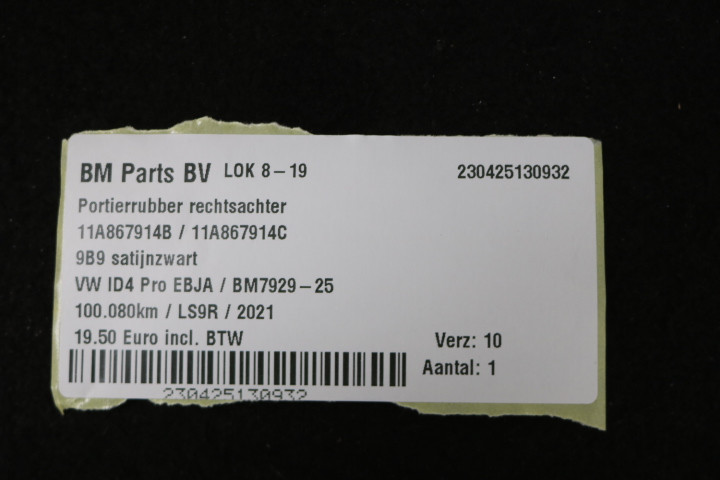 BM Parts BV LOK 8-19 230425130932
Portierrubber rechtsachter
11A867914B / 11A867914C
9B9 satijnzwart
VW ID4 Pro EBJA / BM7929-25
100.080km / LS9R / 2021
19.50 Euro incl. BTW Verz: 10
Aantal: 1
230425130932